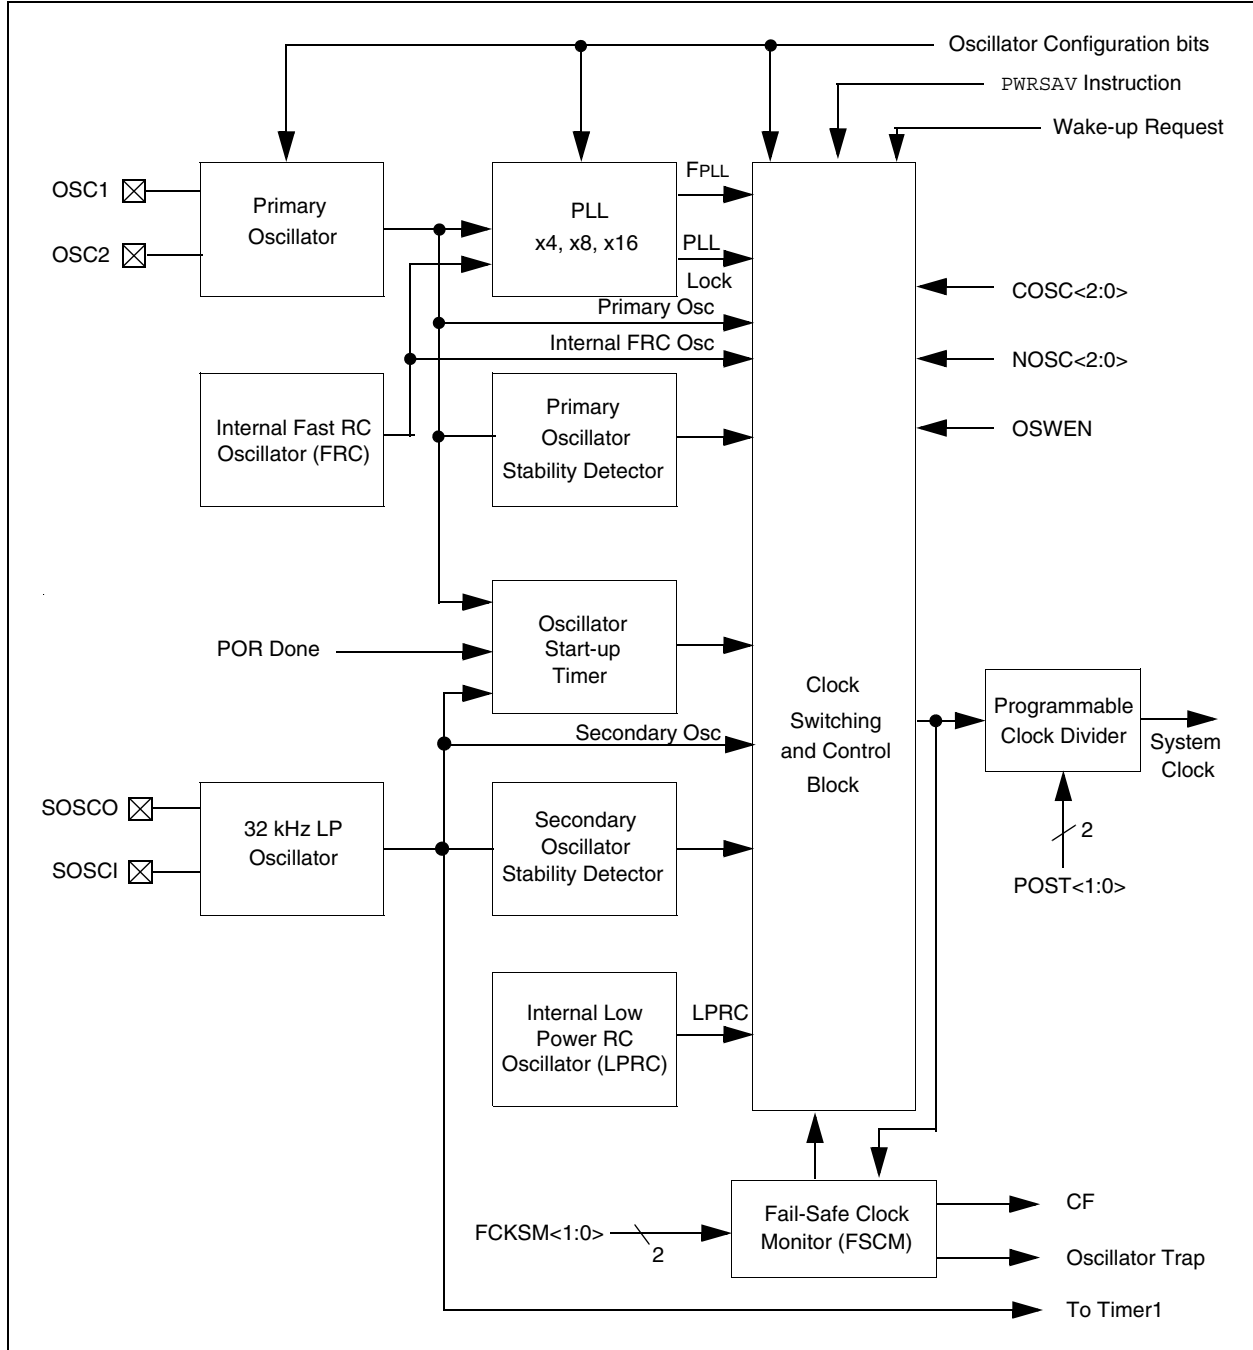 Oscillator Configuration bits
PWRSAV Instruction
Wake-up Request
OSC1
OSC2
Primary
Oscillator
PLL
x4, x8, x16
FPLL
PLL
Lock
Primary Osc
Internal FRC Osc
COSC<2:0>
NOSC<2:0>
OSWEN
Internal Fast RC
Oscillator (FRC)
Primary
Oscillator
Stability Detector
POR Done
Oscillator
Start-up
Timer
Secondary Osc
Clock
Switching
and Control
Block
Programmable
Clock Divider
System
Clock
2
POST<1:0>
SOSCO
SOSCI
32 kHz LP
Oscillator
Secondary
Oscillator
Stability Detector
Internal Low
Power RC
Oscillator (LPRC)
LPRC
FCKSM<1:0>
2
Fail-Safe Clock
Monitor (FSCM)
CF
Oscillator Trap
To Timer1